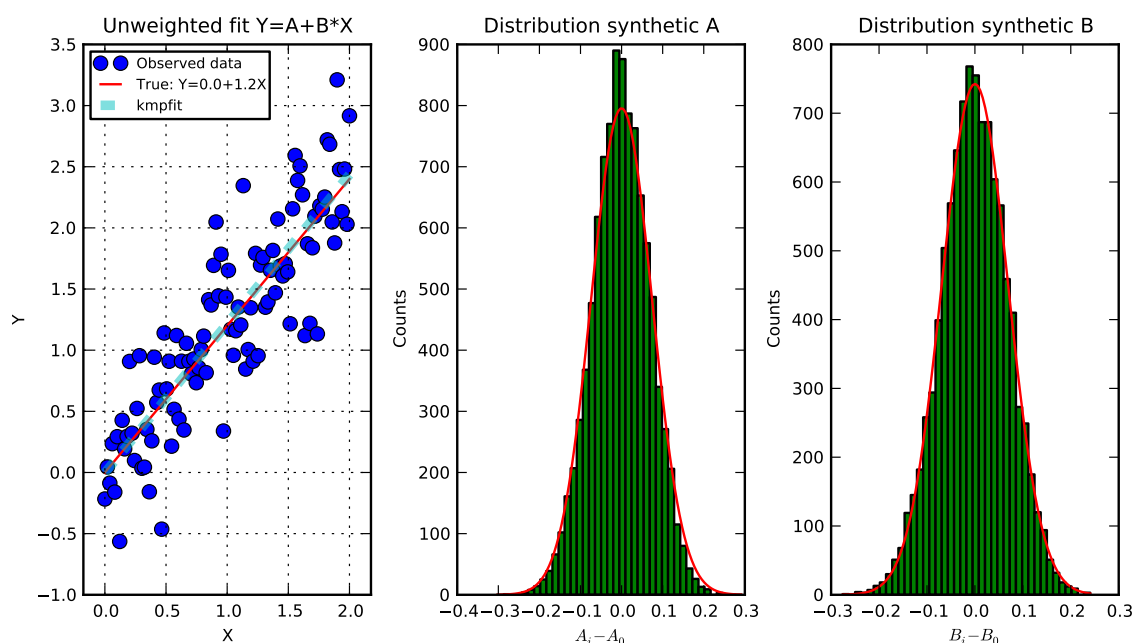 Unweighted fit Y=A+B*X
Observed data
True: Y=0.0+1.2X
kmpfit
3.5
3.0
2.5
2.0
1.5
1.0
0.5
0.0
−0.5
−1.0
Y
0.0 0.5 1.0 1.5 2.0
X
Distribution synthetic A
900
800
700
600
500
400
300
200
100
0
Counts
−0.4 −0.3 −0.2 −0.1 0.0 0.1 0.2 0.3
A_i − A_0
Distribution synthetic B
800
700
600
500
400
300
200
100
0
Counts
−0.3 −0.2 −0.1 0.0 0.1 0.2 0.3
B_i − B_0